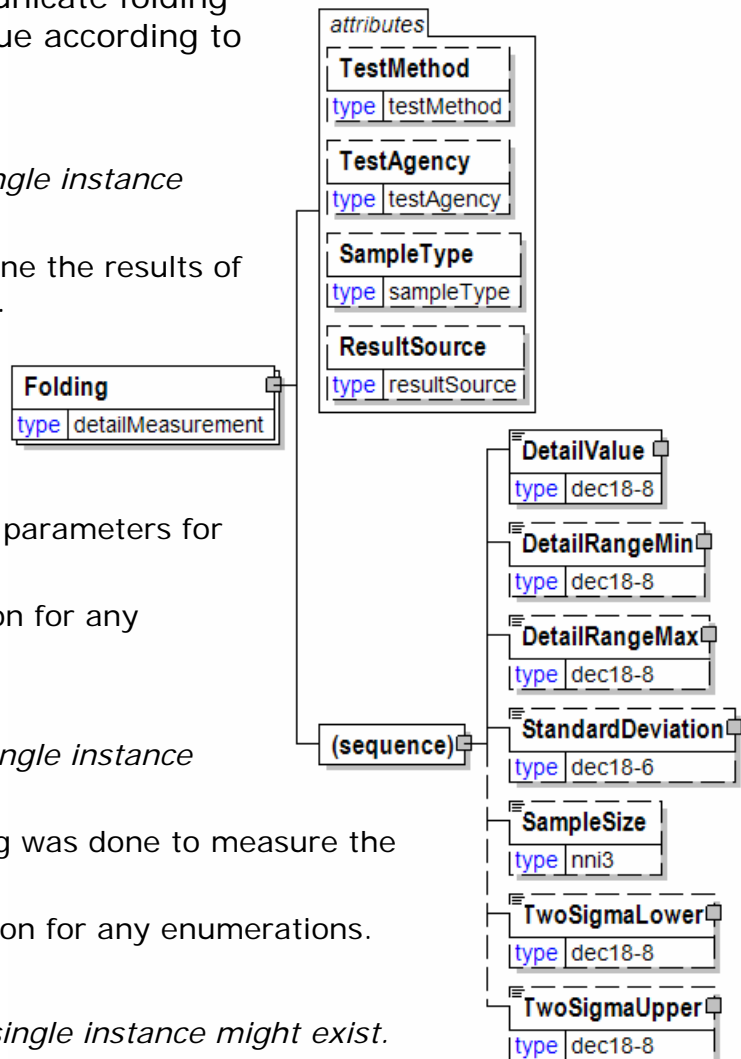 unicate folding
ue according to
ngle instance
ne the results of
.
parameters for
on for any
ngle instance
g was done to measure the
on for any enumerations.
single instance might exist.
attributes
TestMethod
type testMethod
TestAgency
type testAgency
SampleType
type sampleType
ResultSource
type resultSource
Folding
type detailMeasurement
(sequence)
DetailValue
type dec18-8
DetailRangeMin
type dec18-8
DetailRangeMax
type dec18-8
StandardDeviation
type dec18-6
SampleSize
type nni3
TwoSigmaLower
type dec18-8
TwoSigmaUpper
type dec18-8